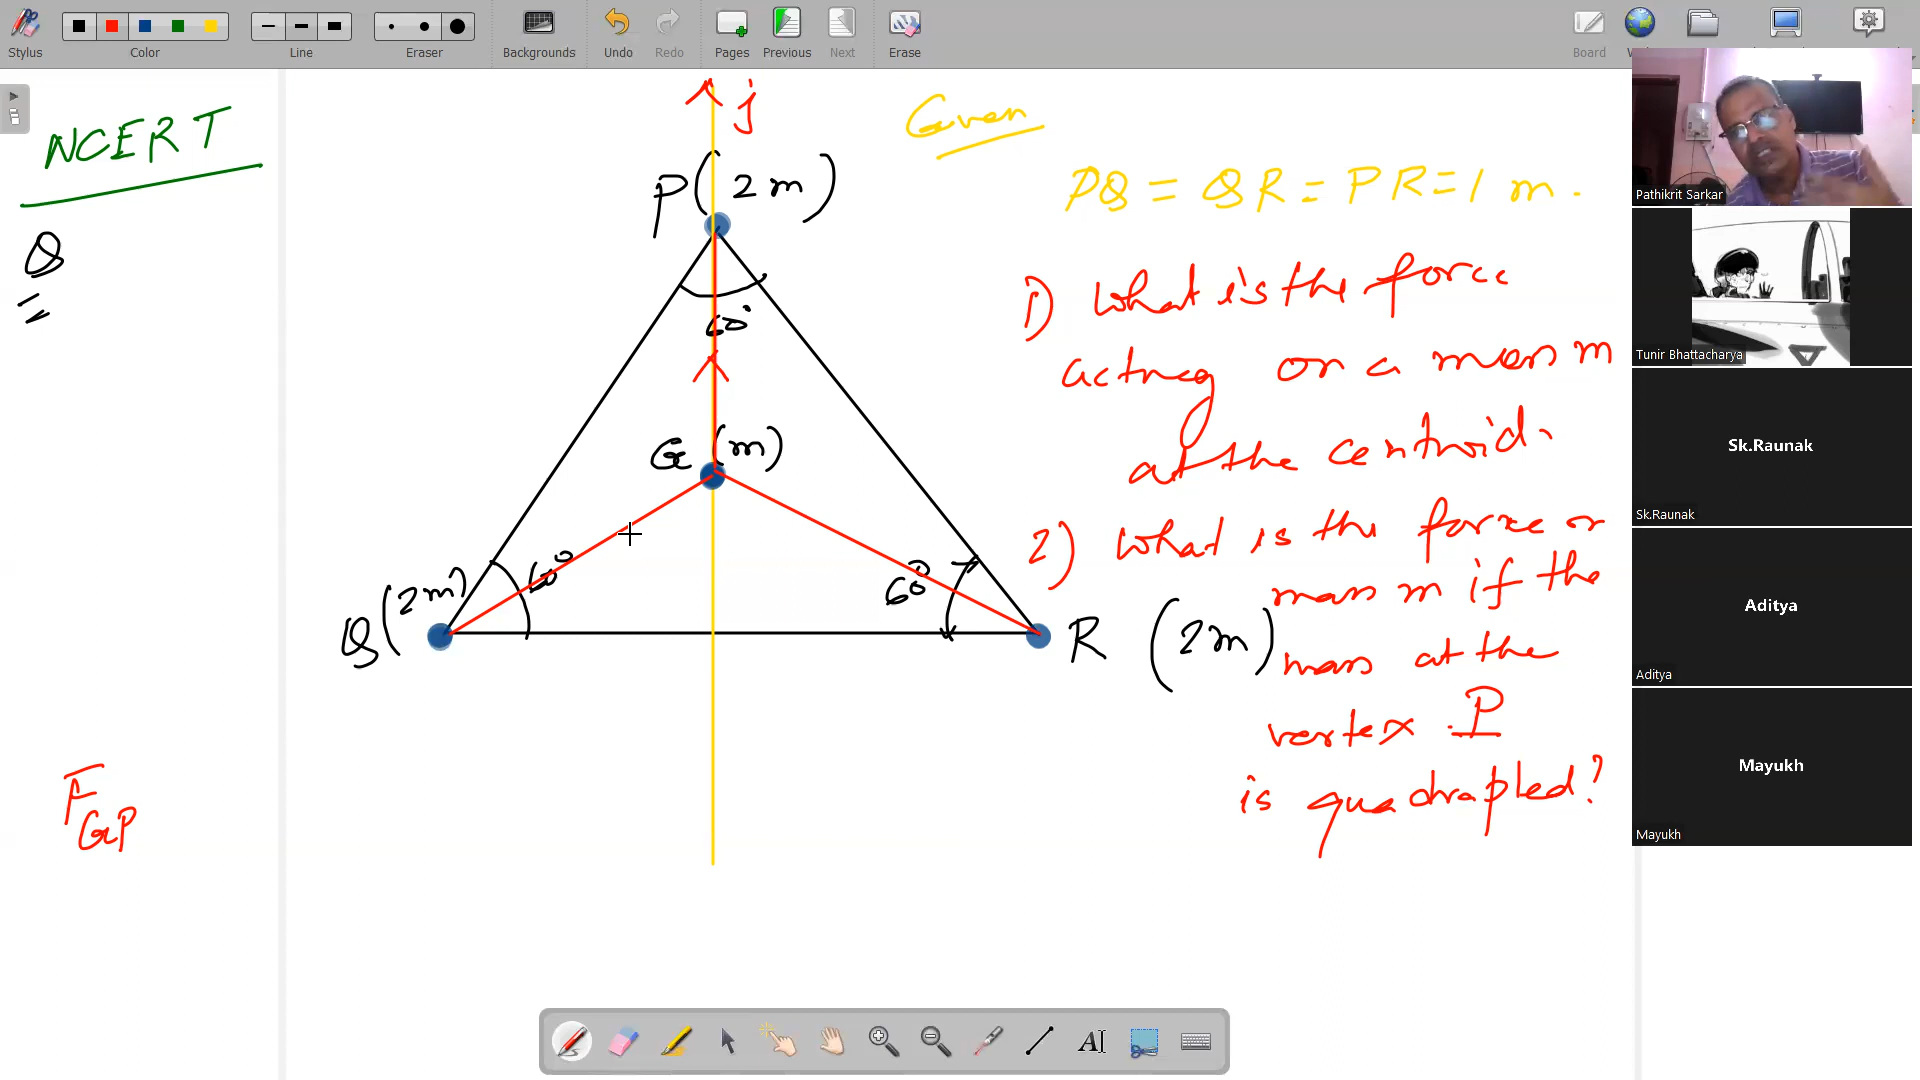 Stylus
Color
Line
Eraser
Backgrounds
Undo
Redo
Pages
Previous
Next
Erase
Board
NCERT
Q
j
P(2m)
60°
G (m)
Q(2m)
60°
60°
R (2m)
F GP
Given
PQ = QR = PR = 1 m.
1) What is the force
acting on a mass m
at the centroid.
2) What is the force on
mass m if the
mass at the
vertex P
is quadrapled?
Pathikrit Sarkar
Tunir Bhattacharya
Sk.Raunak
Sk.Raunak
Aditya
Aditya
Mayukh
Mayukh
AI